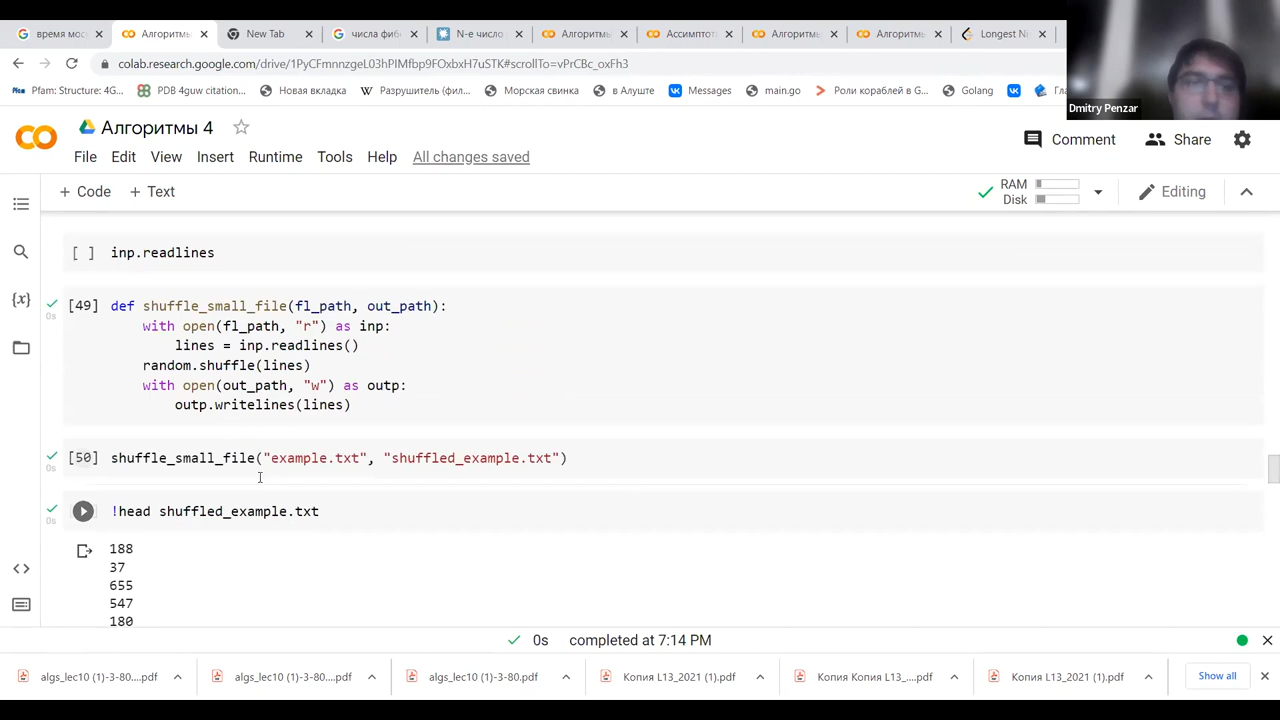 время мос
Алгоритмы
New Tab
числа фиб
N-е число р
Алгоритмы
Ассимптот
Алгоритмы
Алгоритмы
Longest Ni
colab.research.google.com/drive/1PyCFmnnzgeL03hPIMfbp9FOxbxH7uSTK#scrollTo=vPrCBc_oxFh3
Pfam: Structure: 4G...
PDB 4guw citation...
Новая вкладка
Разрушитель (фил...
Морская свинка
в Алуште
Messages
main.go
Роли кораблей в G...
Golang
Dmitry Penzar
CO Алгоритмы 4
Comment
Share
File Edit View Insert Runtime Tools Help All changes saved
+ Code + Text
RAM
Disk
Editing
[ ] inp.readlines
[49] def shuffle_small_file(fl_path, out_path):
0s
with open(fl_path, "r") as inp:
lines = inp.readlines()
random.shuffle(lines)
with open(out_path, "w") as outp:
outp.writelines(lines)
[50] shuffle_small_file("example.txt", "shuffled_example.txt")
0s
!head shuffled_example.txt
0s
188
37
655
547
180
{x}
0s completed at 7:14 PM
algs_lec10 (1)-3-80....pdf
algs_lec10 (1)-3-80....pdf
algs_lec10 (1)-3-80.pdf
Копия L13_2021 (1).pdf
Копия Копия L13_....pdf
Копия L13_2021 (1).pdf
Show all